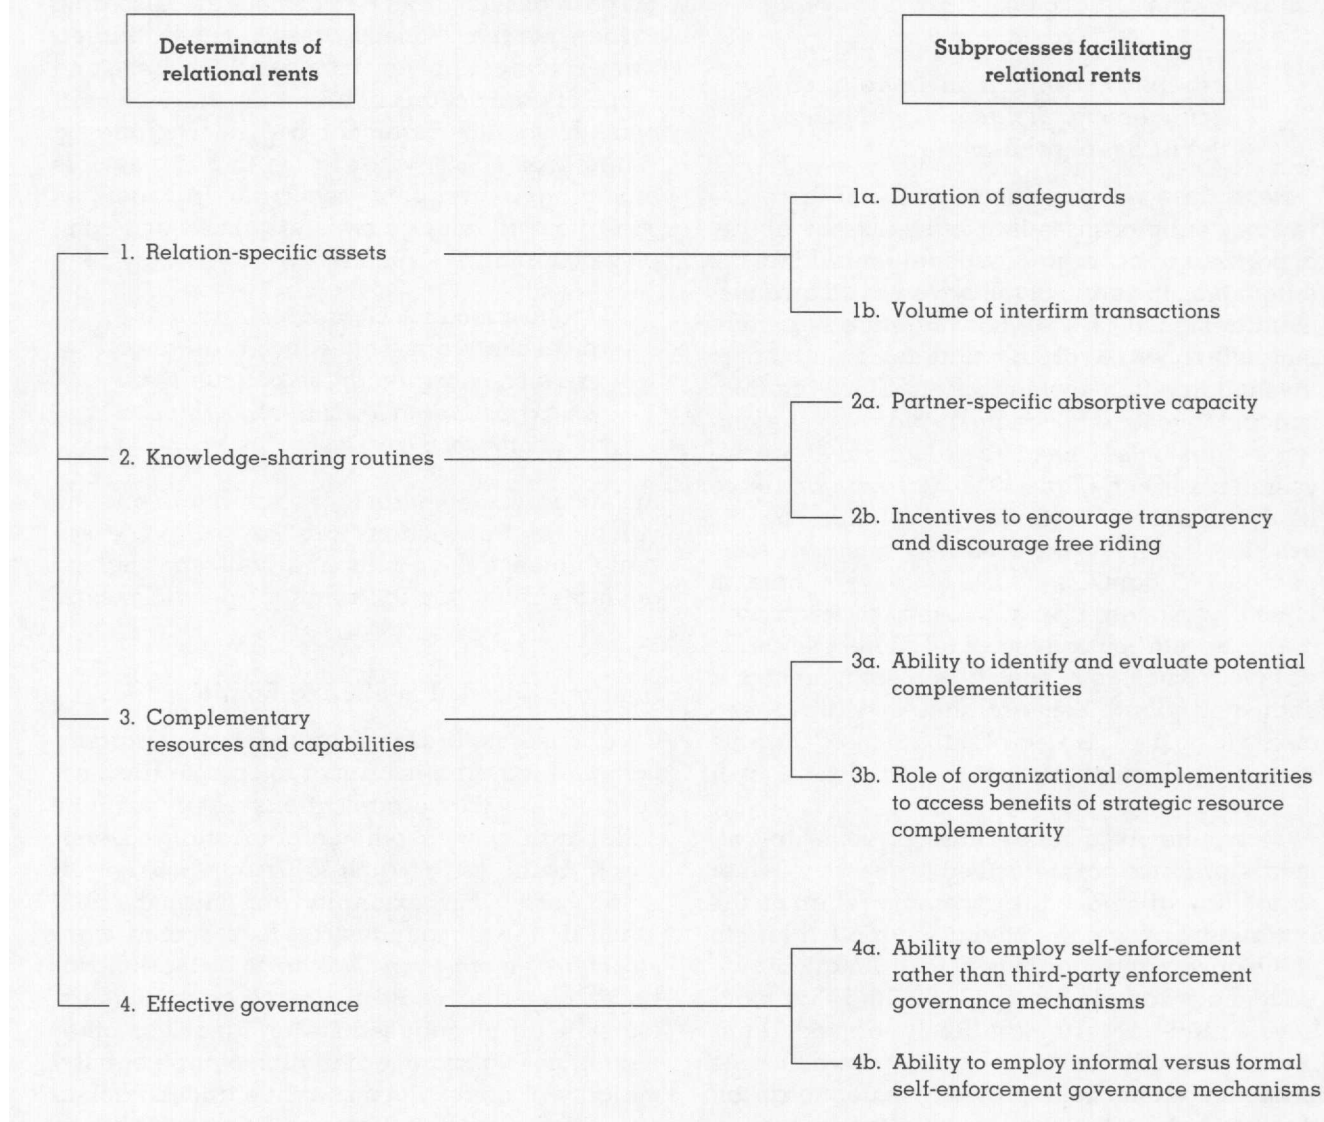 Determinants of
relational rents
Subprocesses facilitating
relational rents
1. Relation-specific assets
1a. Duration of safeguards
1b. Volume of interfirm transactions
2. Knowledge-sharing routines
2a. Partner-specific absorptive capacity
2b. Incentives to encourage transparency
and discourage free riding
3. Complementary
resources and capabilities
3a. Ability to identify and evaluate potential
complementarities
3b. Role of organizational complementarities
to access benefits of strategic resource
complementarity
4. Effective governance
4a. Ability to employ self-enforcement
rather than third-party enforcement
governance mechanisms
4b. Ability to employ informal versus formal
self-enforcement governance mechanisms